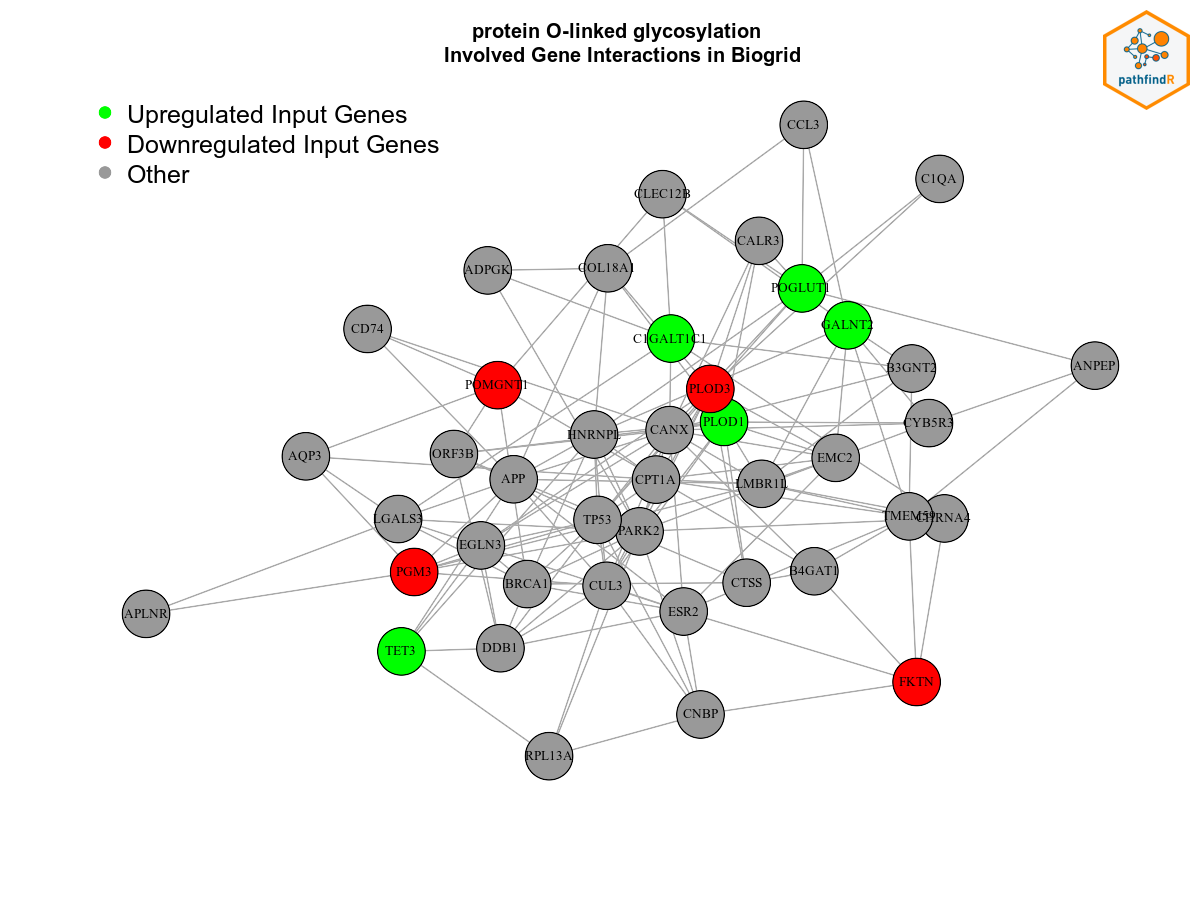 protein O-linked glycosylation
Involved Gene Interactions in Biogrid
pathfindR
Upregulated Input Genes
Downregulated Input Genes
Other
CCL3
C1QA
CLEC12B
CALR3
ADPGK
COL18A1
POGLUT1
CD74
C1GALT1C1
GALNT2
B3GNT2
ANPEP
POMGNT1
PLOD3
PLOD1
CYB5R3
HNRNPL
CANX
AQP3
ORF3B
EMC2
APP
CPT1A
LMBR1L
LGALS3
TP53
PARK2
TMEM59
CHRNA4
EGLN3
PGM3
BRCA1
CUL3
CTSS
B4GAT1
APLNR
ESR2
TET3
DDB1
FKTN
CNBP
RPL13A